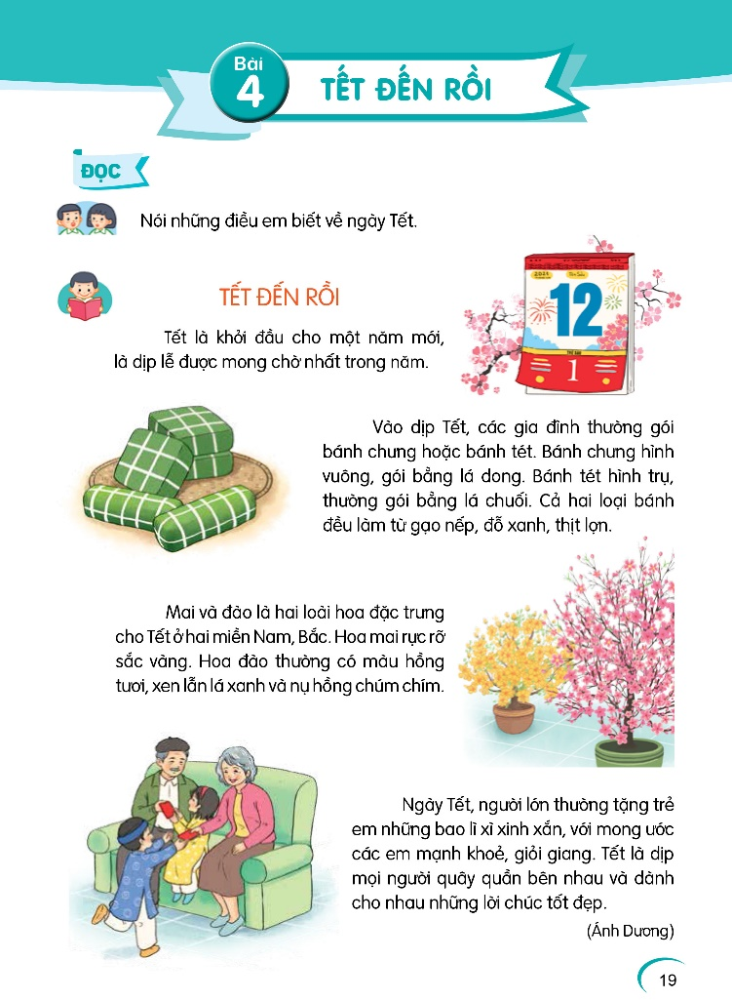 Bài
4
TẾT ĐẾN RỒI
ĐỌC
Nói những điều em biết về ngày Tết.
TẾT ĐẾN RỒI
Tết là khởi đầu cho một năm mới,
là dịp lễ được mong chờ nhất trong năm.
12
1
Vào dịp Tết, các gia đình thường gói
bánh chưng hoặc bánh tét. Bánh chưng hình
vuông, gói bằng lá dong. Bánh tét hình trụ,
thường gói bằng lá chuối. Cả hai loại bánh
đều làm từ gạo nếp, đỗ xanh, thịt lợn.
Mai và đào là hai loài hoa đặc trưng
cho Tết ở hai miền Nam, Bắc. Hoa mai rực rỡ
sắc vàng. Hoa đào thường có màu hồng
tươi, xen lẫn lá xanh và nụ hồng chúm chím.
Ngày Tết, người lớn thường tặng trẻ
em những bao lì xì xinh xắn, với mong ước
các em mạnh khoẻ, giỏi giang. Tết là dịp
mọi người quây quần bên nhau và dành
cho nhau những lời chúc tốt đẹp.
(Ánh Dương)
19